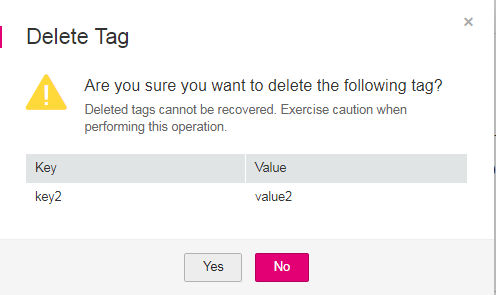 ×
Delete Tag
Are you sure you want to delete the following tag?
Deleted tags cannot be recovered. Exercise caution when
performing this operation.
Key Value
key2 value2
Yes No